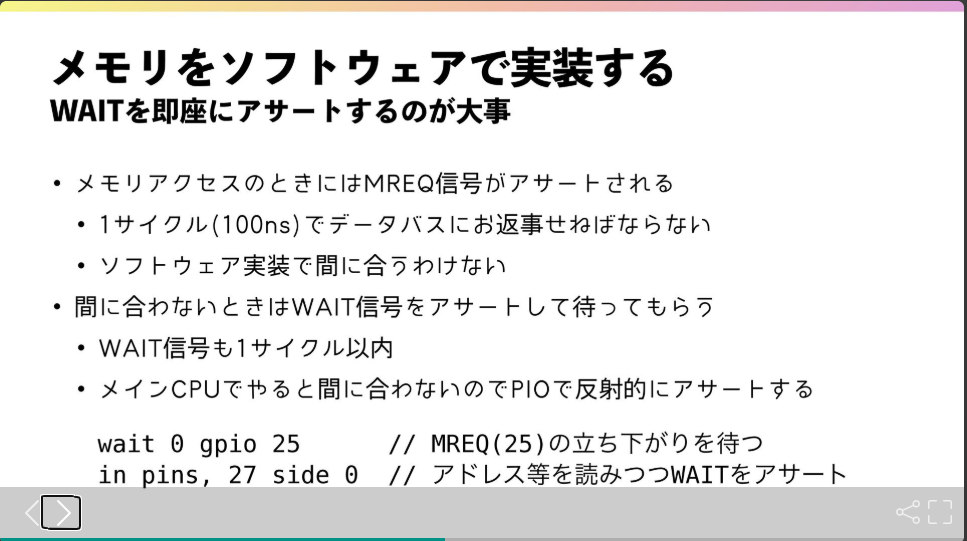 メモリをソフトウェアで実装する
WAITを即座にアサートするのが大事
• メモリアクセスのときにはMREQ信号がアサートされる
• 1サイクル(100ns)でデータバスにお返事せねばならない
• ソフトウェア実装で間に合うわけない
• 間に合わないときはWAIT信号をアサートして待ってもらう
• WAIT信号も1サイクル以内
• メインCPUでやると間に合わないのでPIOで反射的にアサートする
wait 0 gpio 25 // MREQ(25)の立ち下がりを待つ
in pins, 27 side 0 // アドレス等を読みつつWAITをアサート